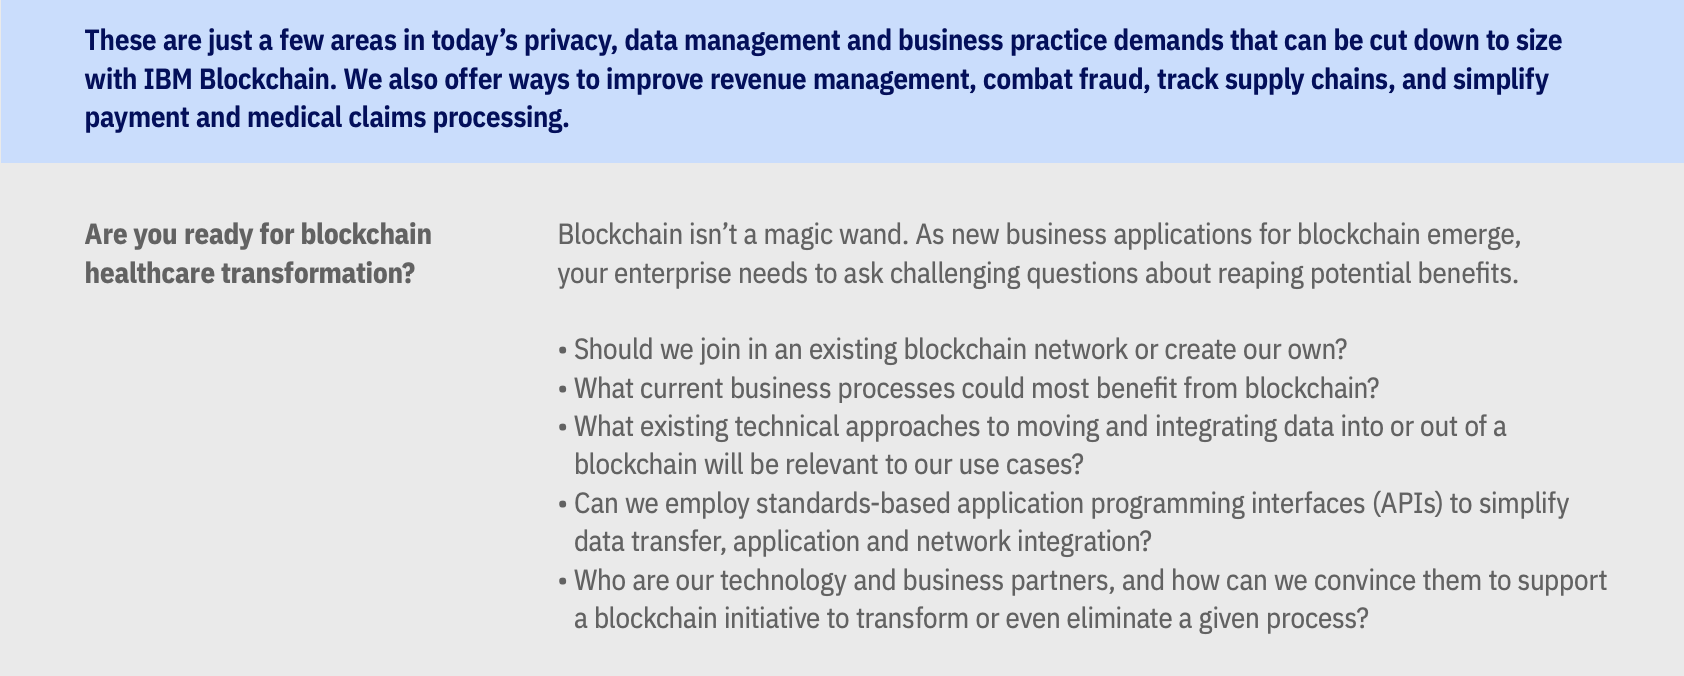 These are just a few areas in today’s privacy, data management and business practice demands that can be cut down to size
with IBM Blockchain. We also offer ways to improve revenue management, combat fraud, track supply chains, and simplify
payment and medical claims processing.
Are you ready for blockchain
healthcare transformation?
Blockchain isn’t a magic wand. As new business applications for blockchain emerge,
your enterprise needs to ask challenging questions about reaping potential benefits.
• Should we join in an existing blockchain network or create our own?
• What current business processes could most benefit from blockchain?
• What existing technical approaches to moving and integrating data into or out of a
blockchain will be relevant to our use cases?
• Can we employ standards-based application programming interfaces (APIs) to simplify
data transfer, application and network integration?
• Who are our technology and business partners, and how can we convince them to support
a blockchain initiative to transform or even eliminate a given process?